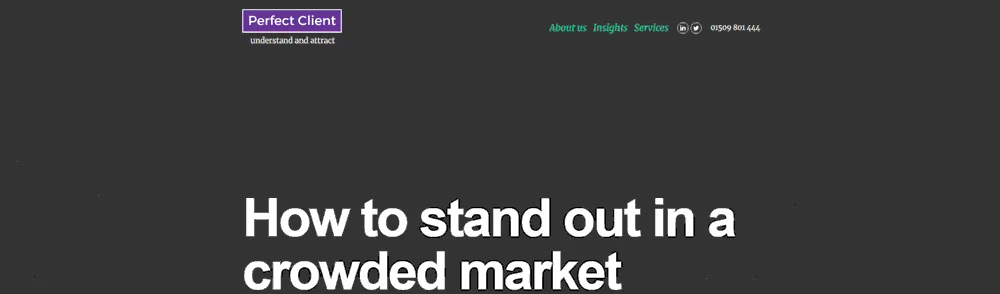 Perfect Client
understand and attract
About us Insights Services in 01509 801 444
How to stand out in a
crowded market